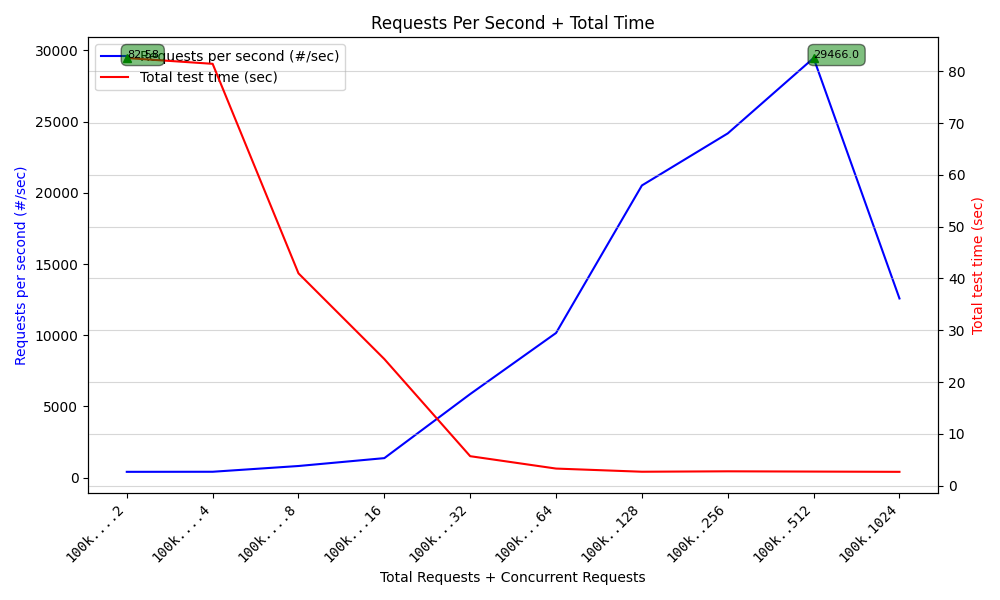 Requests Per Second + Total Time
82.58
Requests per second (#/sec)
Total test time (sec)
29466.0
30000
25000
20000
15000
10000
5000
0
Requests per second (#/sec)
80
70
60
50
40
30
20
10
0
Total test time (sec)
100k....2
100k....4
100k....8
100k...16
100k...32
100k...64
100k..128
100k..256
100k..512
100k.1024
Total Requests + Concurrent Requests